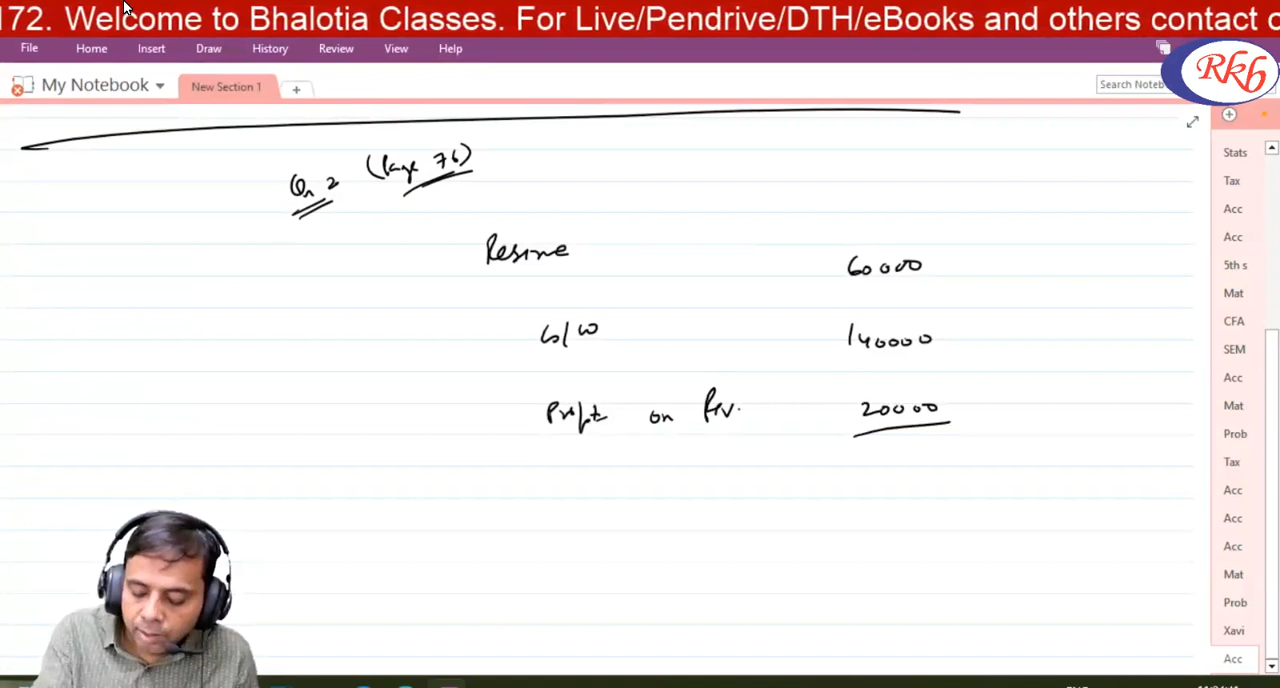 172. Welcome to Bhalotia Classes. For Live/Pendrive/DTH/eBooks and others contact
File Home Insert Draw History Review View Help
Rkb
My Notebook New Section 1 + Search Noteb
Qn 2 (Page 76)
Stats
Tax
Acc
Acc
5th s
Mat
CFA
SEM
Acc
Mat
Prob
Tax
Acc
Acc
Acc
Mat
Prob
Xavi
Acc
Reserve 60000
G/W 140000
Profit on Rev. 20000